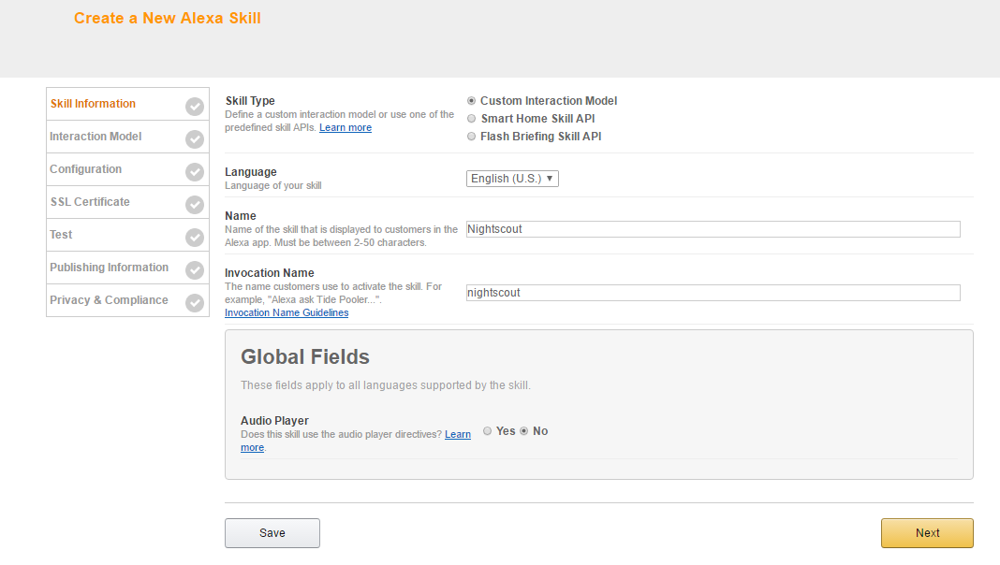 Create a New Alexa Skill
Skill Information
Interaction Model
Configuration
SSL Certificate
Test
Publishing Information
Privacy & Compliance
Skill Type
Define a custom interaction model or use one of the
predefined skill APIs. Learn more
Custom Interaction Model
Smart Home Skill API
Flash Briefing Skill API
Language
Language of your skill
English (U.S.)
Name
Name of the skill that is displayed to customers in the
Alexa app. Must be between 2-50 characters.
Nightscout
Invocation Name
The name customers use to activate the skill. For
example, "Alexa ask Tide Pooler...".
Invocation Name Guidelines
nightscout
Global Fields
These fields apply to all languages supported by the skill.
Audio Player
Does this skill use the audio player directives? Learn
more.
Yes No
Save
Next